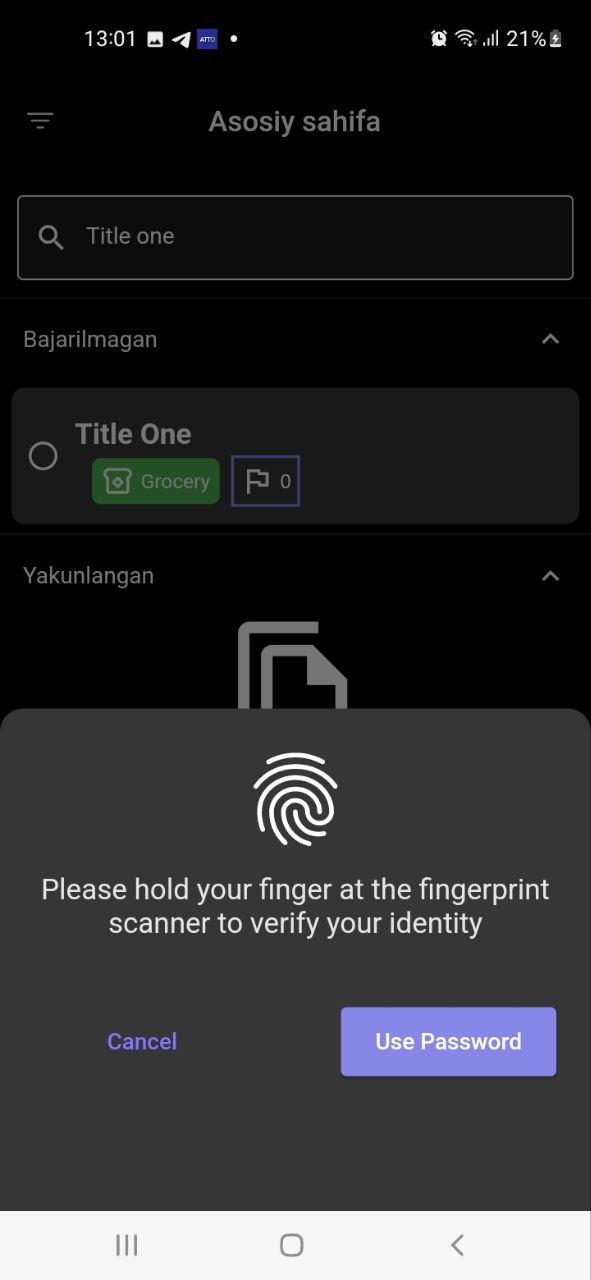 13:01 ATTO 21%
Asosiy sahifa
Title one
Bajarilmagan
Title One
Grocery 0
Yakunlangan
Please hold your finger at the fingerprint
scanner to verify your identity
Cancel Use Password